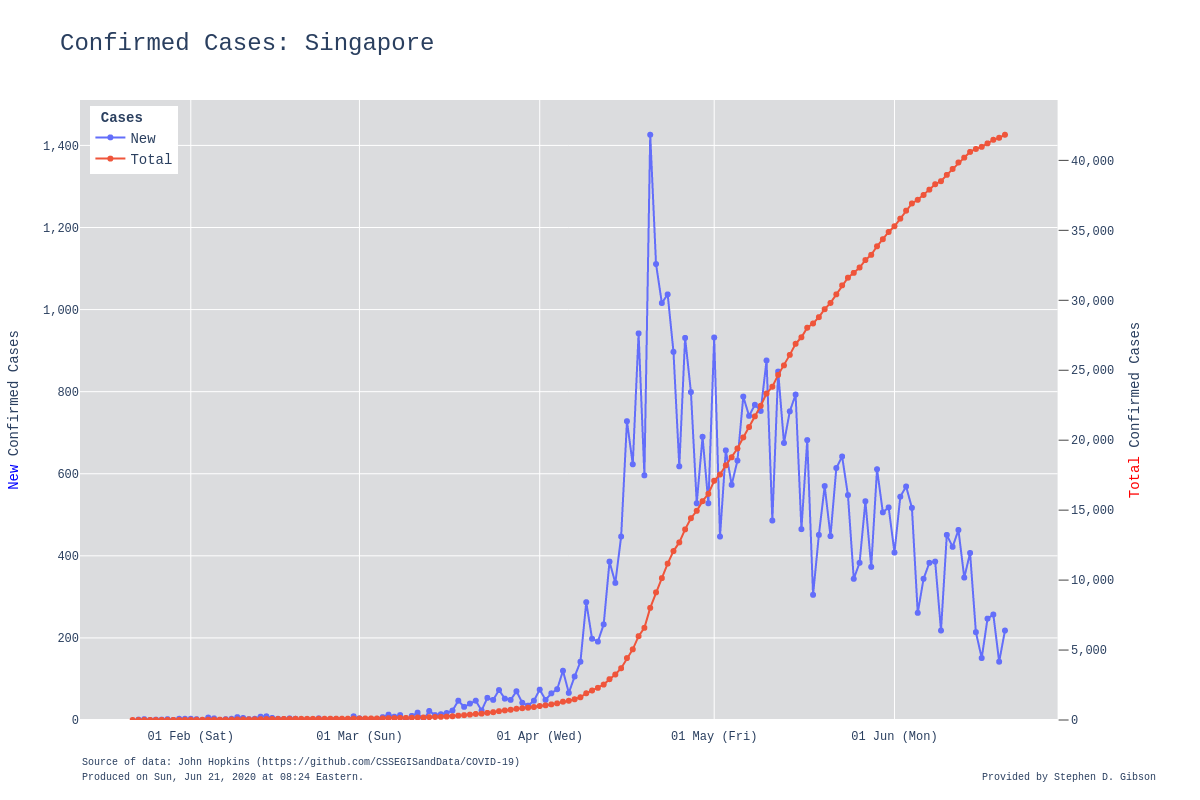 Confirmed Cases: Singapore
Cases
New
Total
1,400
1,200
1,000
800
600
400
200
0
New Confirmed Cases
40,000
35,000
30,000
25,000
20,000
15,000
10,000
5,000
0
Total Confirmed Cases
01 Feb (Sat)
01 Mar (Sun)
01 Apr (Wed)
01 May (Fri)
01 Jun (Mon)
Source of data: John Hopkins (https://github.com/CSSEGISandData/COVID-19)
Produced on Sun, Jun 21, 2020 at 08:24 Eastern.
Provided by Stephen D. Gibson